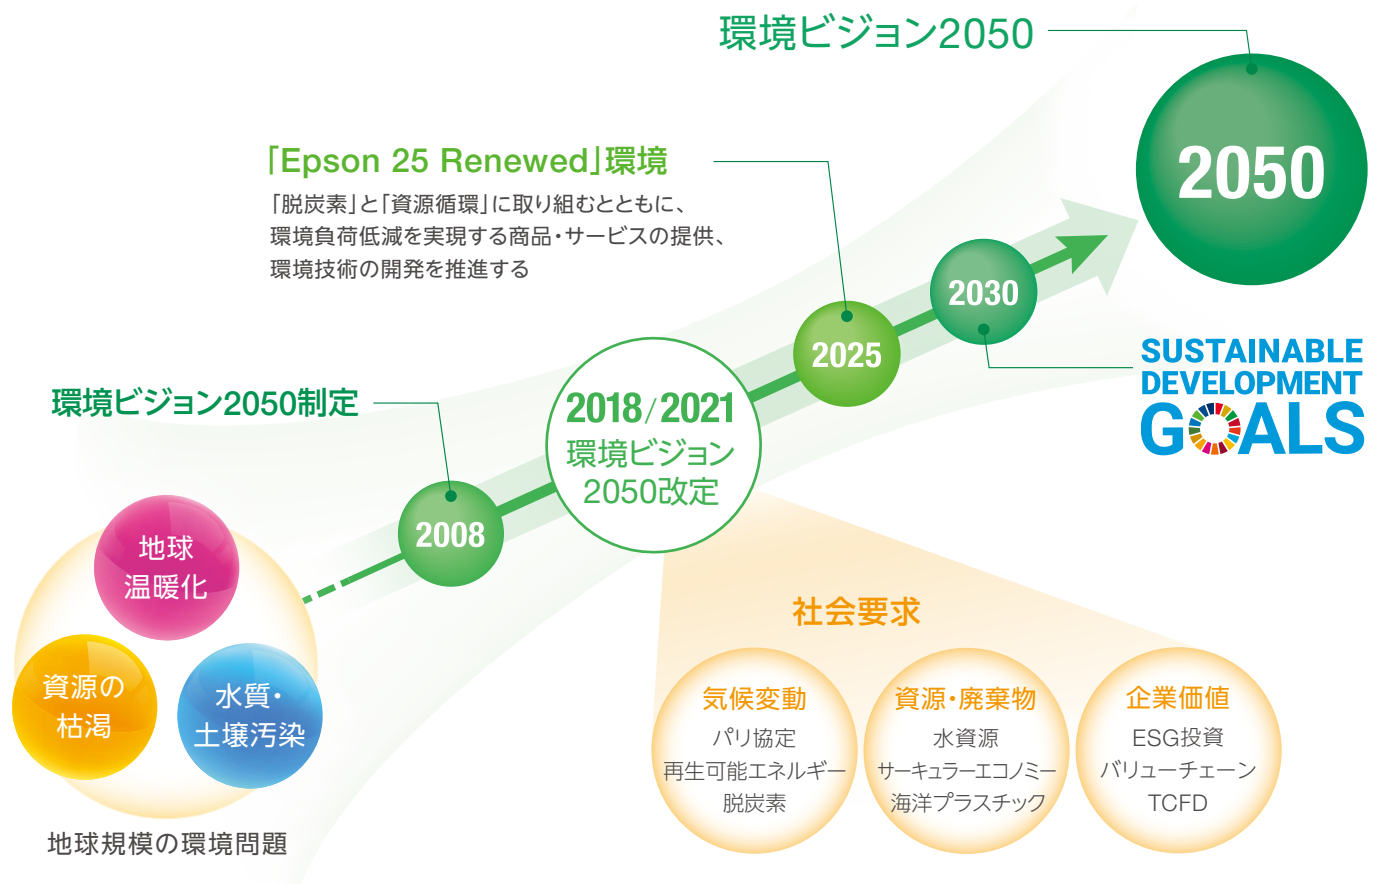 環境ビジョン2050
2050
「Epson 25 Renewed」環境
「脱炭素」と「資源循環」に取り組むとともに、
環境負荷低減を実現する商品・サービスの提供、
環境技術の開発を推進する
2030
2025
SUSTAINABLE
DEVELOPMENT
GOALS
環境ビジョン2050制定
2018/2021
環境ビジョン
2050改定
2008
地球
温暖化
資源の
枯渇
水質・
土壌汚染
地球規模の環境問題
社会要求
気候変動
パリ協定
再生可能エネルギー
脱炭素
資源・廃棄物
水資源
サーキュラーエコノミー
海洋プラスチック
企業価値
ESG投資
バリューチェーン
TCFD